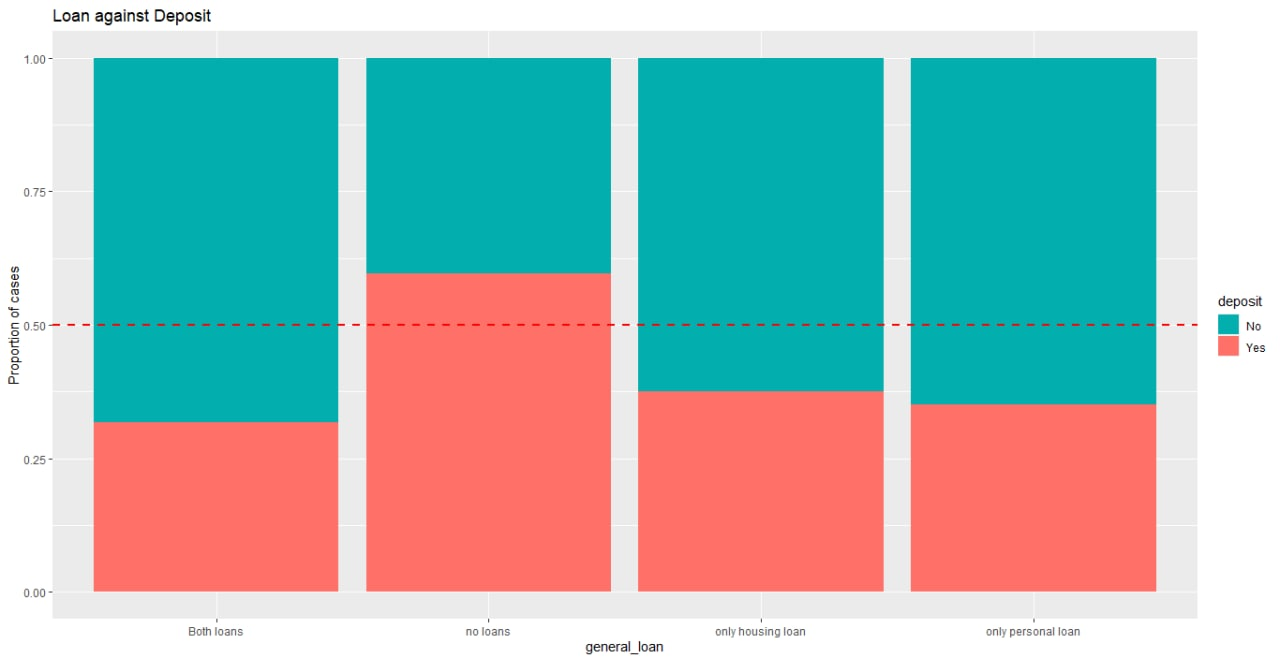 Loan against Deposit
Proportion of cases
1.00
0.75
0.50
0.25
0.00
Both loans
no loans
only housing loan
only personal loan
general_loan
deposit
No
Yes